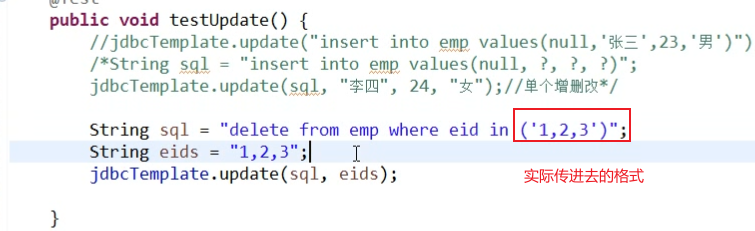 @Test
public void testUpdate() {
//jdbcTemplate.update("insert into emp values(null,'张三',23,'男')")
/*String sql = "insert into emp values(null, ?, ?, ?)";
jdbcTemplate.update(sql, "李四", 24, "女");//单个增删改*/
String sql = "delete from emp where eid in ('1,2,3')";
String eids = "1,2,3";
jdbcTemplate.update(sql, eids);
实际传进去的格式
}